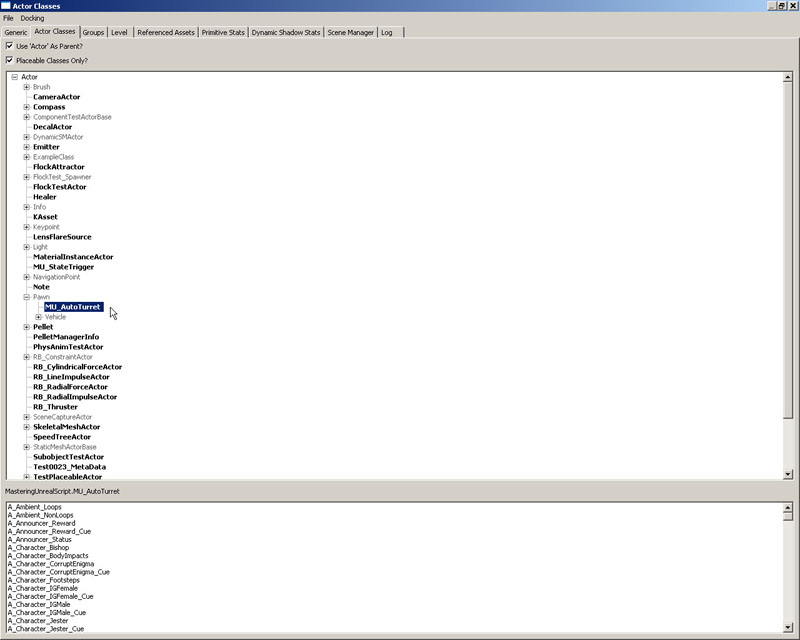 Actor Classes
File Docking
Generic Actor Classes Groups Level Referenced Assets Primitive Stats Dynamic Shadow Stats Scene Manager Log
Use 'Actor' As Parent?
Placeable Classes Only?
Actor
Brush
CameraActor
Compass
ComponentTestActorBase
DecalActor
DynamicSMActor
Emitter
ExampleClass
FlockAttractor
FlockTest_Spawner
FlockTestActor
Healer
Info
KAsset
Keypoint
LensFlareSource
Light
MaterialInstanceActor
MU_StateTrigger
NavigationPoint
Note
Pawn
MU_AutoTurret
Vehicle
Pellet
PelletManagerInfo
PhysAnimTestActor
RB_ConstraintActor
RB_CylindricalForceActor
RB_LineImpulseActor
RB_RadialForceActor
RB_RadialImpulseActor
RB_Thruster
SceneCaptureActor
SkeletalMeshActor
SpeedTreeActor
StaticMeshActorBase
SubobjectTestActor
Test0023_MetaData
TestPlaceableActor
MasteringUnrealScript.MU_AutoTurret
A_Ambient_Loops
A_Ambient_NonLoops
A_Announcer_Reward
A_Announcer_Reward_Cue
A_Announcer_Status
A_Character_Bishop
A_Character_BodyImpacts
A_Character_CorruptEnigma
A_Character_CorruptEnigma_Cue
A_Character_Footsteps
A_Character_IGFemale
A_Character_IGFemale_Cue
A_Character_IGMale
A_Character_IGMale_Cue
A_Character_Jester
A_Character_Jester_Cue